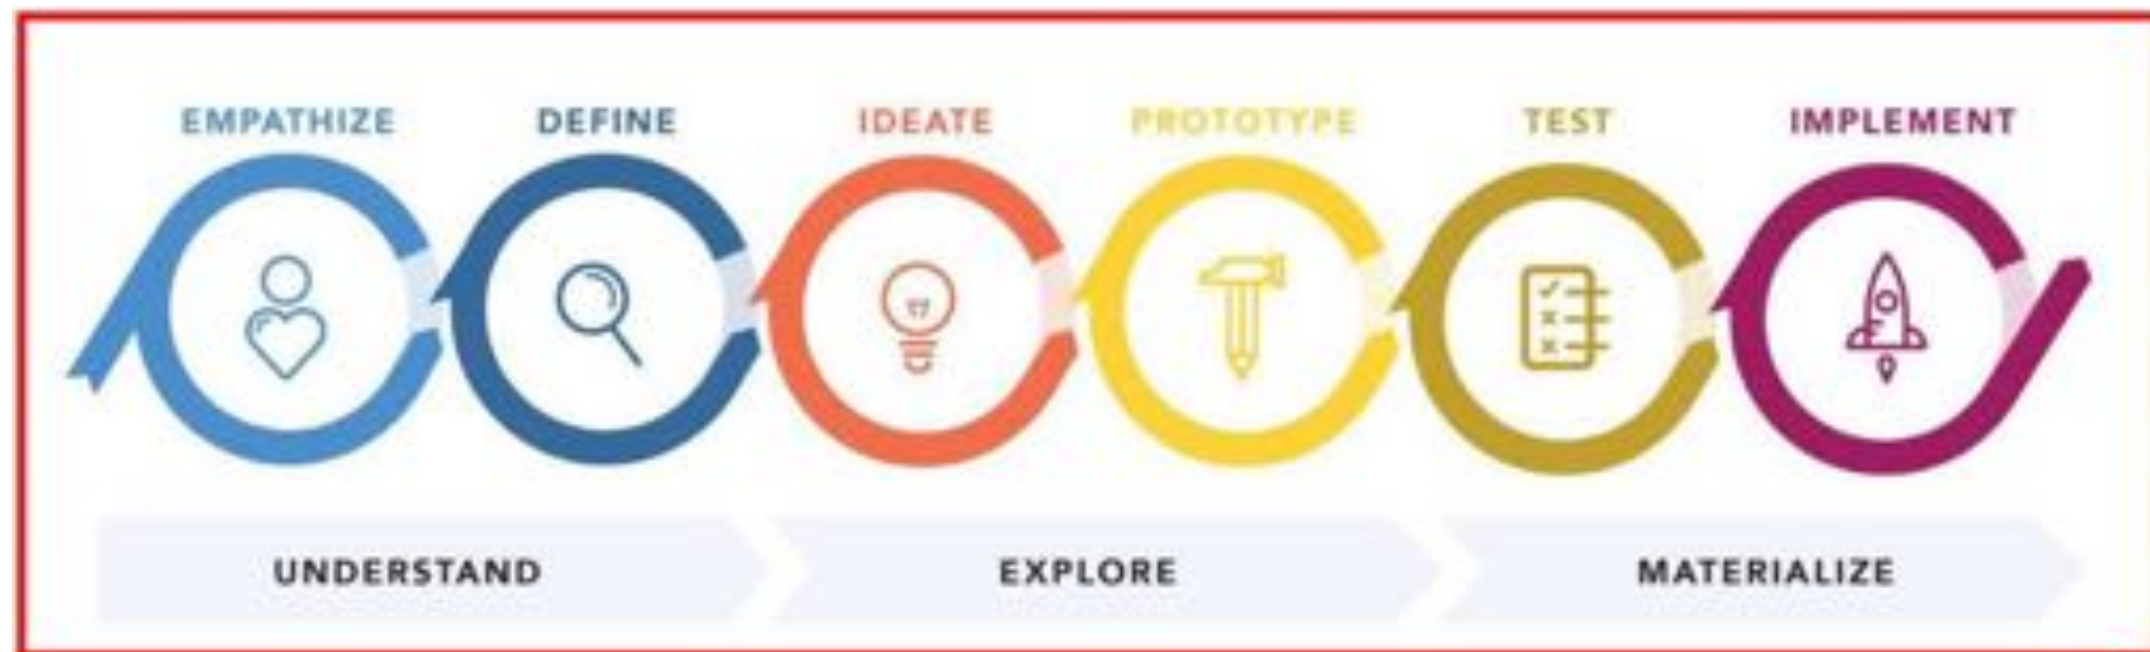 EMPATHIZE DEFINE IDEATE PROTOTYPE TEST IMPLEMENT
UNDERSTAND EXPLORE MATERIALIZE